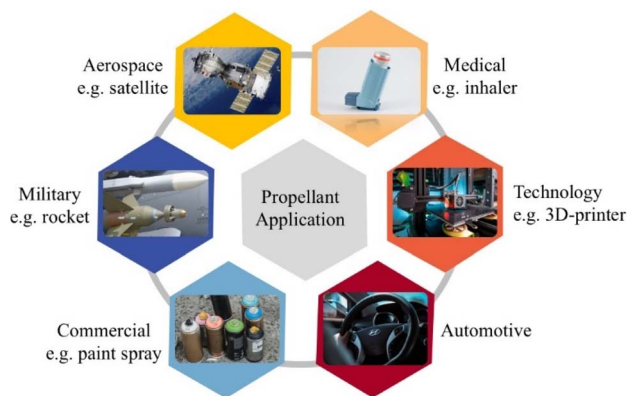 Aerospace
e.g. satellite
Medical
e.g. inhaler
Military
e.g. rocket
Propellant
Application
Technology
e.g. 3D-printer
Commercial
e.g. paint spray
Automotive